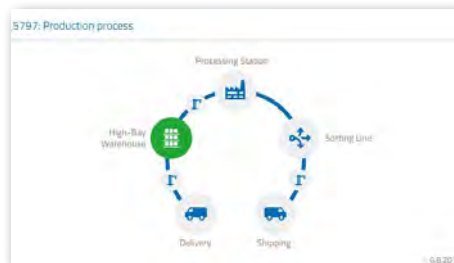 5797: Production process
Processing Station
High-Bay
Warehouse
Sorting Line
Delivery
Shipping